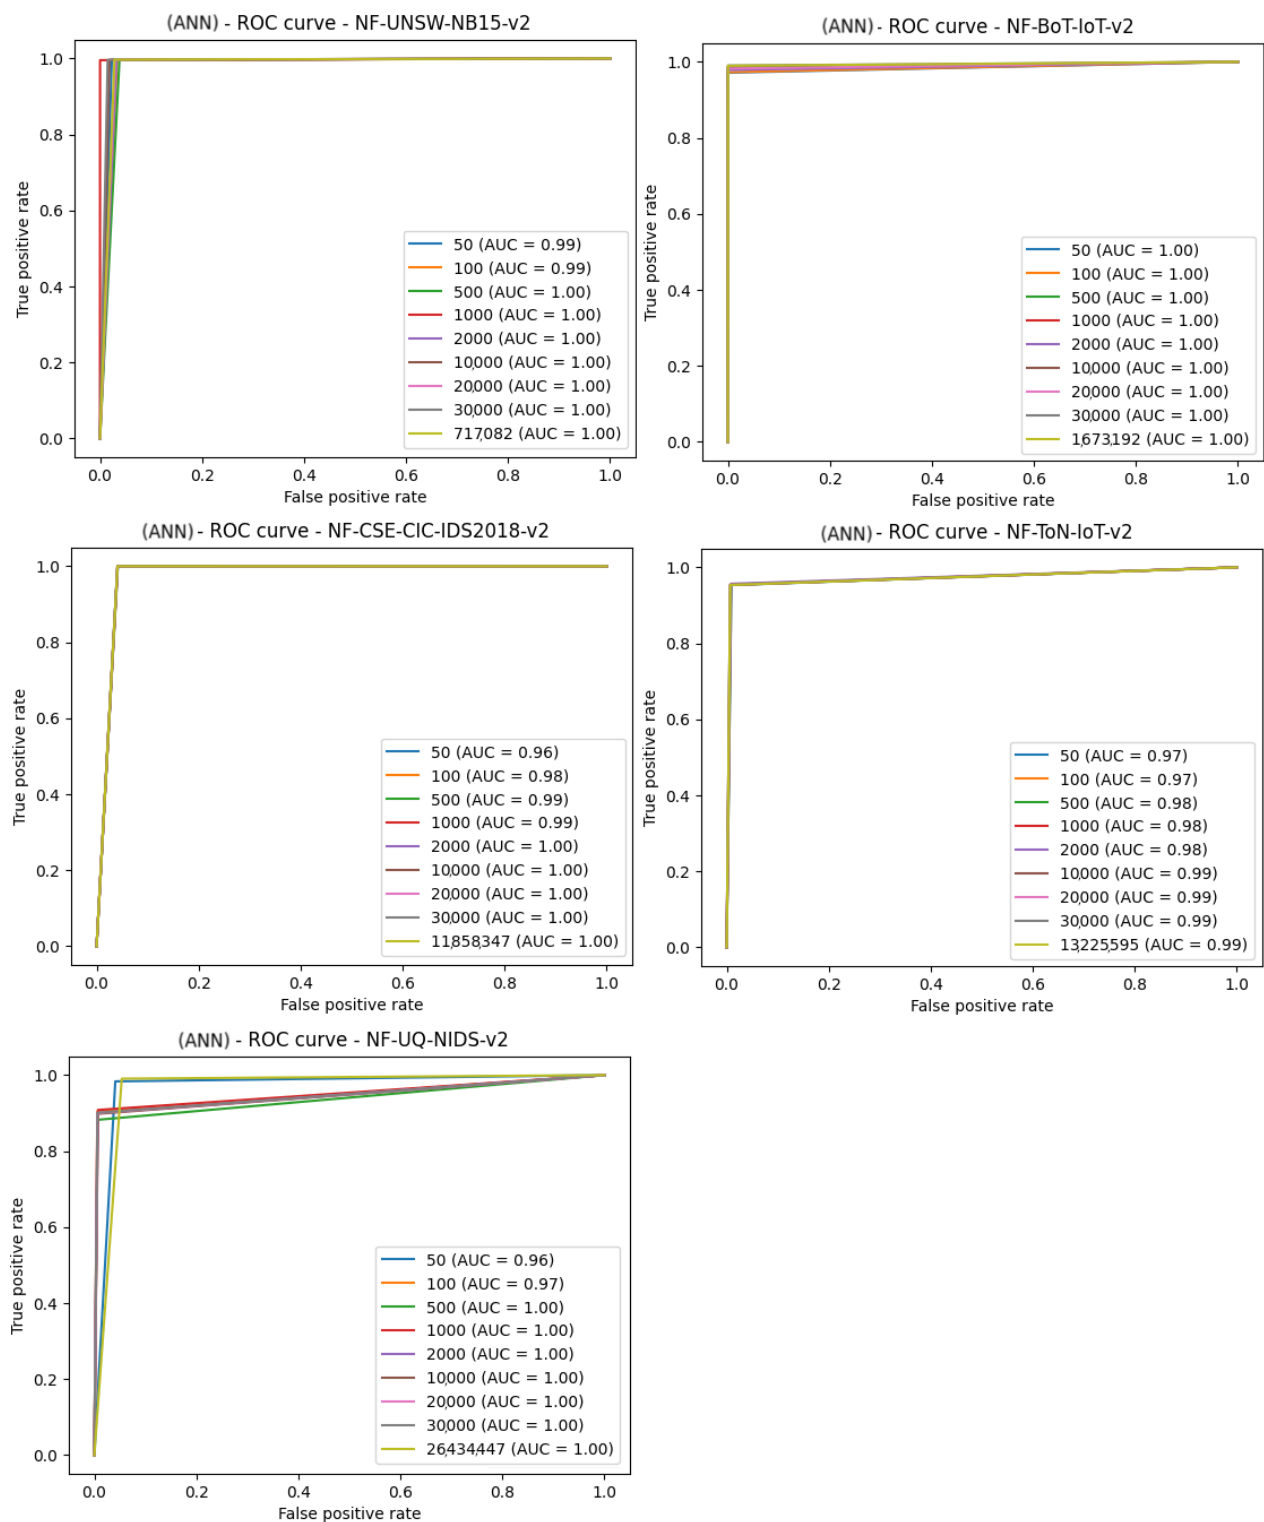 (ANN) - ROC curve - NF-UNSW-NB15-v2
True positive rate
1.0
0.8
0.6
0.4
0.2
0.0
50 (AUC = 0.99)
100 (AUC = 0.99)
500 (AUC = 1.00)
1000 (AUC = 1.00)
2000 (AUC = 1.00)
10,000 (AUC = 1.00)
20,000 (AUC = 1.00)
30,000 (AUC = 1.00)
717,082 (AUC = 1.00)
0.0 0.2 0.4 0.6 0.8 1.0
False positive rate
(ANN) - ROC curve - NF-BoT-IoT-v2
True positive rate
1.0
0.8
0.6
0.4
0.2
0.0
50 (AUC = 1.00)
100 (AUC = 1.00)
500 (AUC = 1.00)
1000 (AUC = 1.00)
2000 (AUC = 1.00)
10,000 (AUC = 1.00)
20,000 (AUC = 1.00)
30,000 (AUC = 1.00)
1,673,192 (AUC = 1.00)
0.0 0.2 0.4 0.6 0.8 1.0
False positive rate
(ANN) - ROC curve - NF-CSE-CIC-IDS2018-v2
True positive rate
1.0
0.8
0.6
0.4
0.2
0.0
50 (AUC = 0.96)
100 (AUC = 0.98)
500 (AUC = 0.99)
1000 (AUC = 0.99)
2000 (AUC = 1.00)
10,000 (AUC = 1.00)
20,000 (AUC = 1.00)
30,000 (AUC = 1.00)
11,858,347 (AUC = 1.00)
0.0 0.2 0.4 0.6 0.8 1.0
False positive rate
(ANN) - ROC curve - NF-ToN-IoT-v2
True positive rate
1.0
0.8
0.6
0.4
0.2
0.0
50 (AUC = 0.97)
100 (AUC = 0.97)
500 (AUC = 0.98)
1000 (AUC = 0.98)
2000 (AUC = 0.98)
10,000 (AUC = 0.99)
20,000 (AUC = 0.99)
30,000 (AUC = 0.99)
13,225,595 (AUC = 0.99)
0.0 0.2 0.4 0.6 0.8 1.0
False positive rate
(ANN) - ROC curve - NF-UQ-NIDS-v2
True positive rate
1.0
0.8
0.6
0.4
0.2
0.0
50 (AUC = 0.96)
100 (AUC = 0.97)
500 (AUC = 1.00)
1000 (AUC = 1.00)
2000 (AUC = 1.00)
10,000 (AUC = 1.00)
20,000 (AUC = 1.00)
30,000 (AUC = 1.00)
26,434,447 (AUC = 1.00)
0.0 0.2 0.4 0.6 0.8 1.0
False positive rate